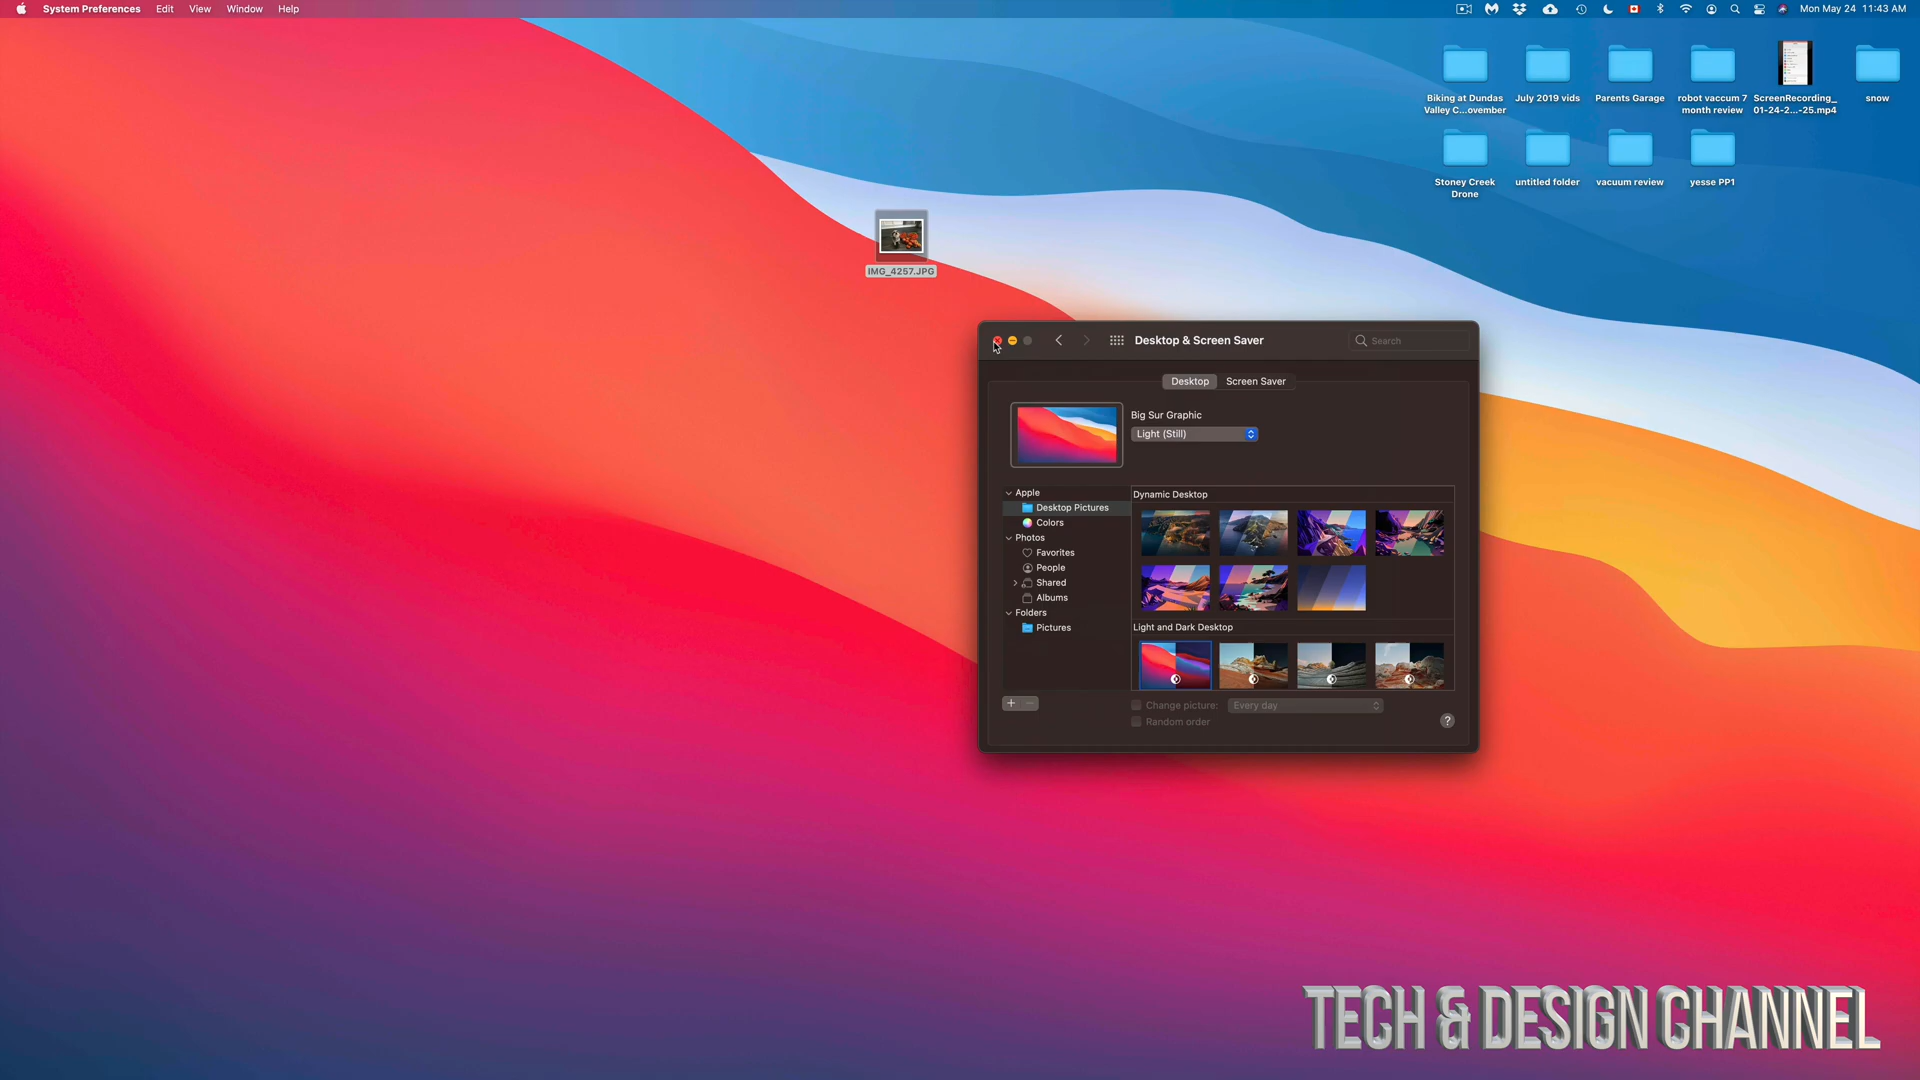 System Preferences Edit View Window Help
Mon May 24 11:43 AM
Biking at Dundas
Valley C...ovember
July 2019 vids
Parents Garage
robot vaccum 7
month review
ScreenRecording_
01-24-2...-25.mp4
snow
Stoney Creek
Drone
untitled folder
vacuum review
yesse PP1
IMG_4257.JPG
Desktop & Screen Saver
Search
Desktop Screen Saver
Big Sur Graphic
Light (Still)
Apple
Desktop Pictures
Colors
Photos
Favorites
People
Shared
Albums
Folders
Pictures
Dynamic Desktop
Light and Dark Desktop
+ −
Change picture: Every day
Random order
?
TECH & DESIGN CHANNEL